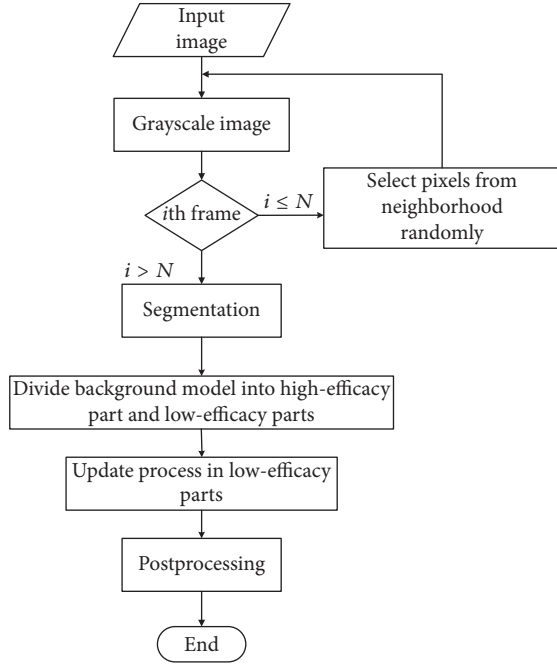 Input
image
Grayscale image
ith frame
i ≤ N
Select pixels from
neighborhood
randomly
i > N
Segmentation
Divide background model into high-efficacy
part and low-efficacy parts
Update process in low-efficacy
parts
Postprocessing
End